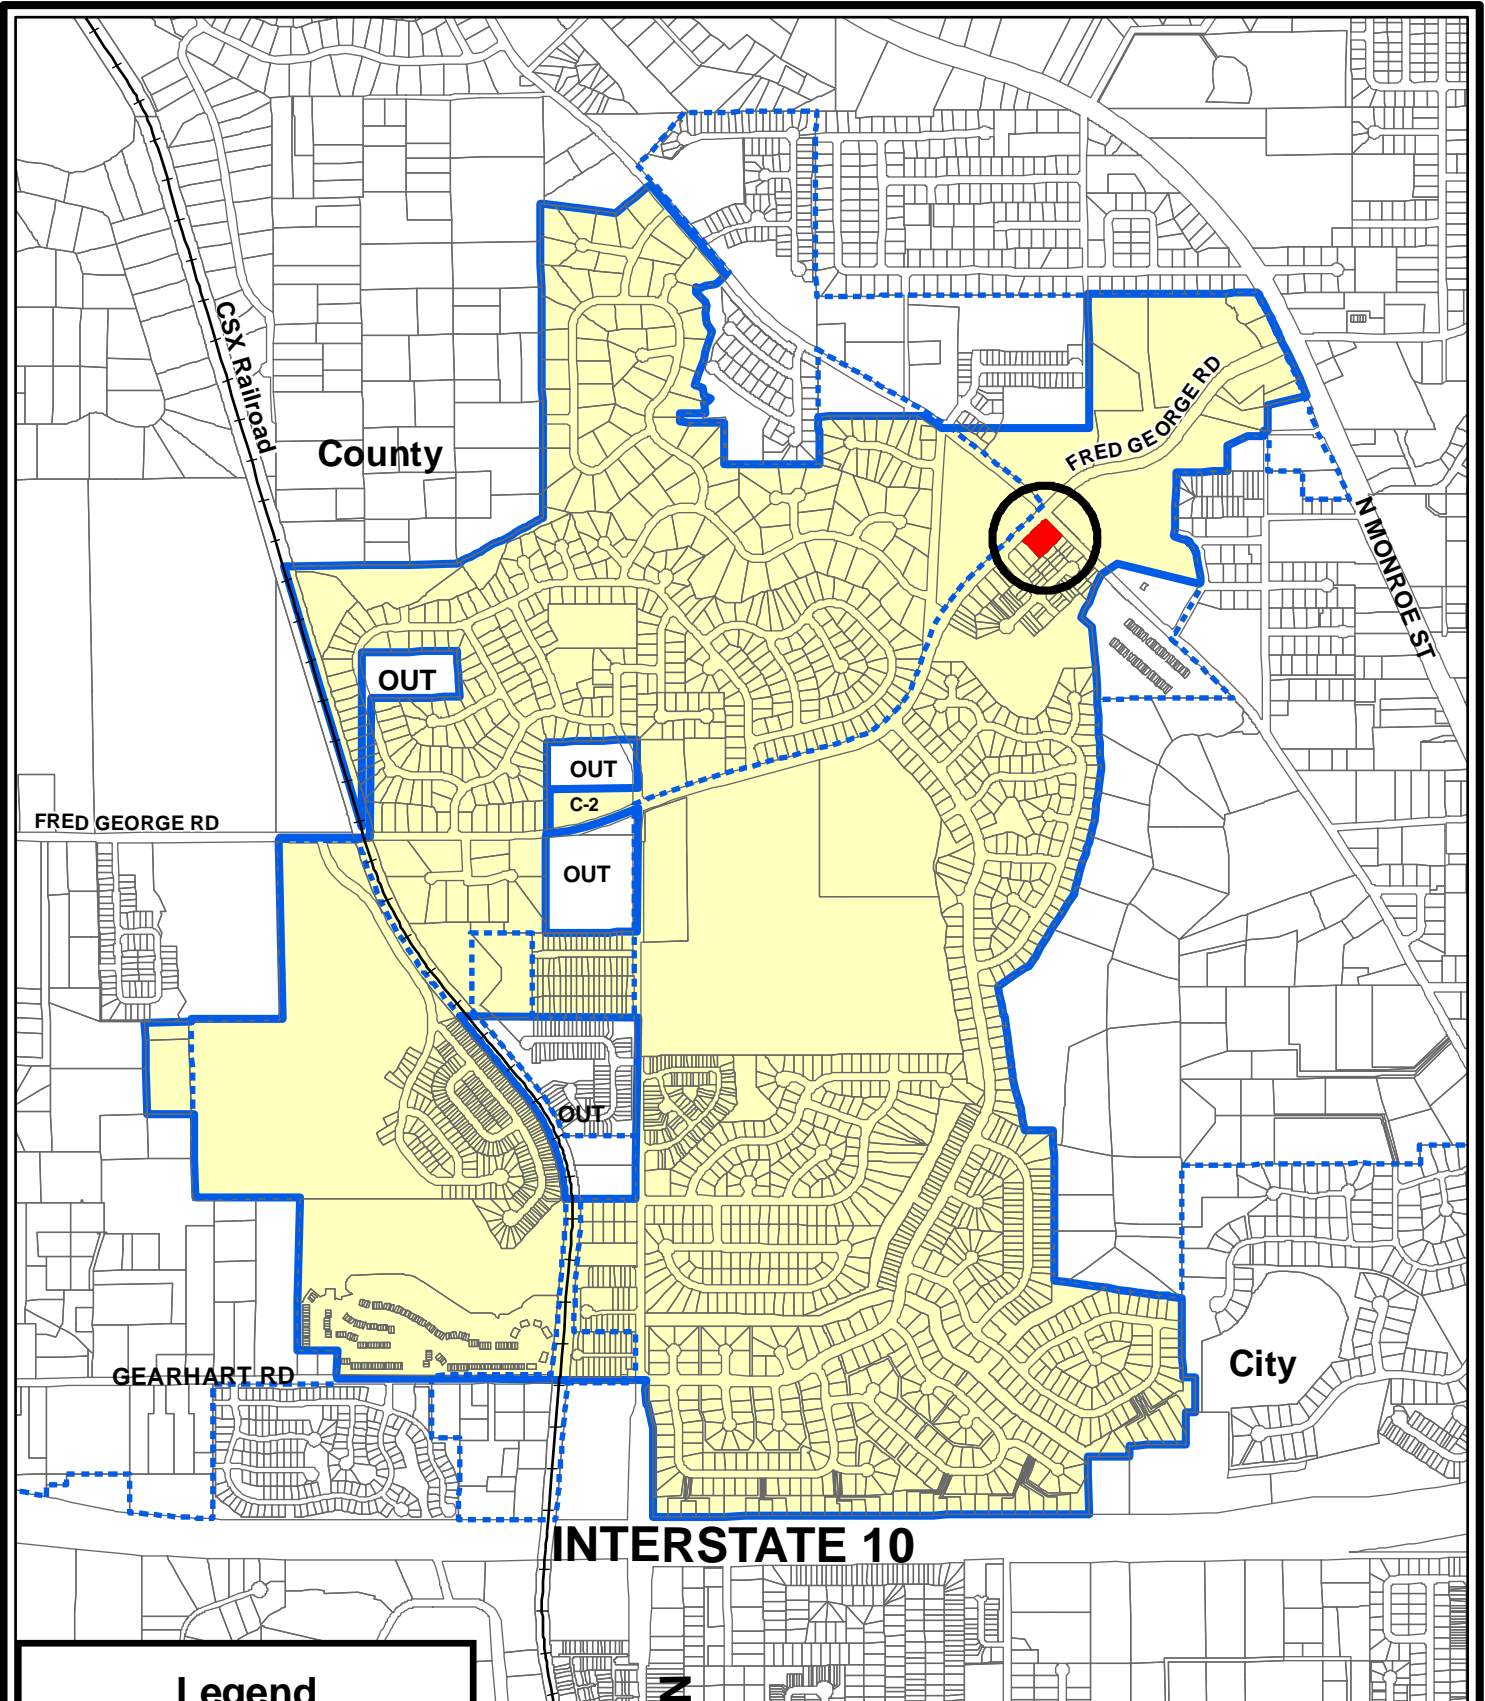 CSX Railroad
FRED GEORGE RD
County
N MONROE ST
OUT
OUT
C-2
FRED GEORGE RD
OUT
OUT
City
GEARHART RD
INTERSTATE 10
Legend
N